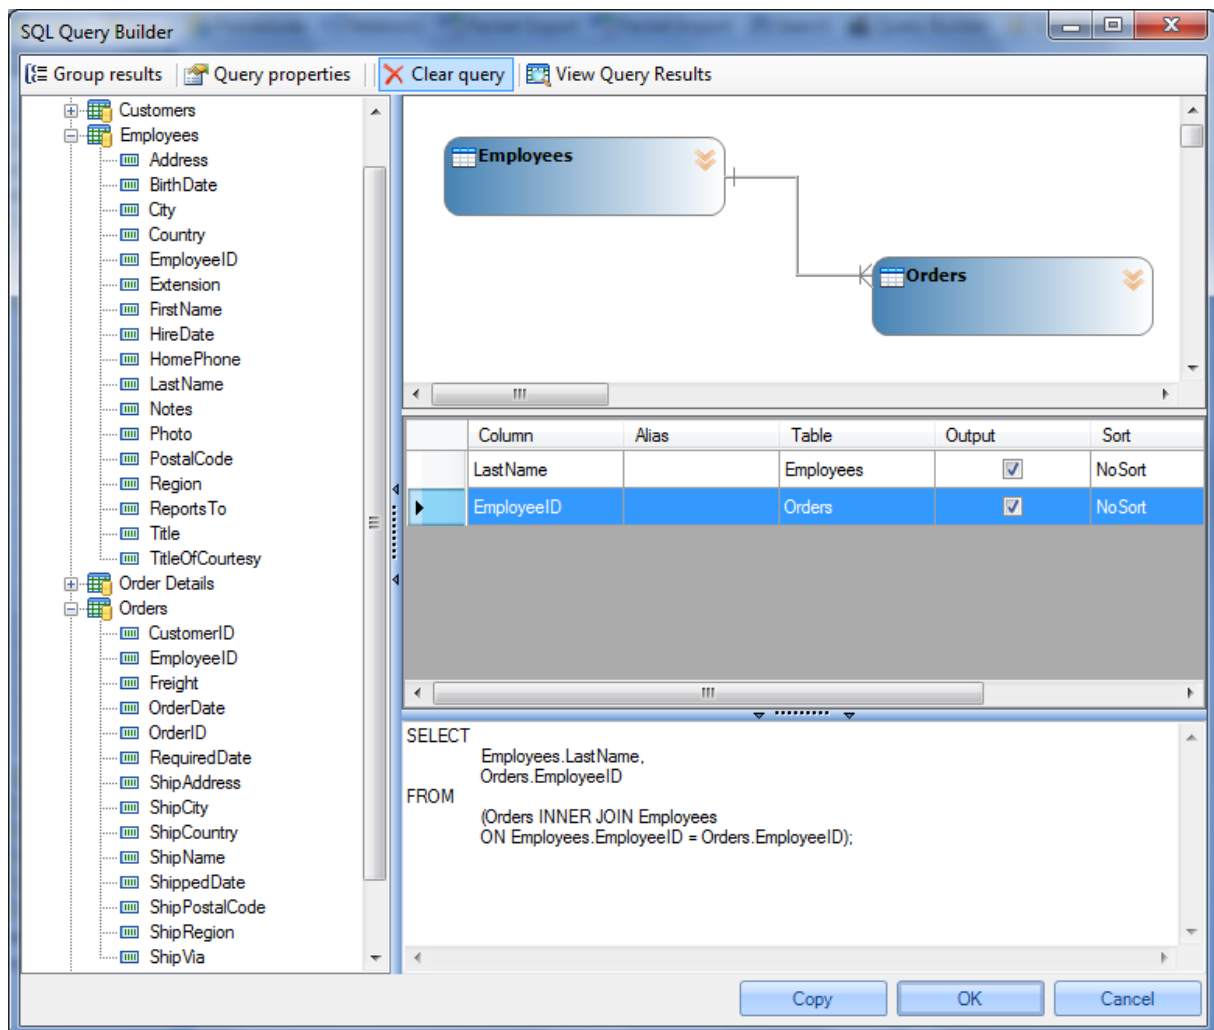 SQL Query Builder
Group results Query properties Clear query View Query Results
Customers
Employees
Address
BirthDate
City
Country
EmployeeID
Extension
FirstName
HireDate
HomePhone
LastName
Notes
Photo
PostalCode
Region
ReportsTo
Title
TitleOfCourtesy
Order Details
Orders
CustomerID
EmployeeID
Freight
OrderDate
OrderID
RequiredDate
ShipAddress
ShipCity
ShipCountry
ShipName
ShippedDate
ShipPostalCode
ShipRegion
ShipVia
Employees
Orders
Column Alias Table Output Sort
LastName Employees NoSort
EmployeeID Orders NoSort
SELECT
Employees.LastName,
Orders.EmployeeID
FROM
(Orders INNER JOIN Employees
ON Employees.EmployeeID = Orders.EmployeeID);
Copy OK Cancel